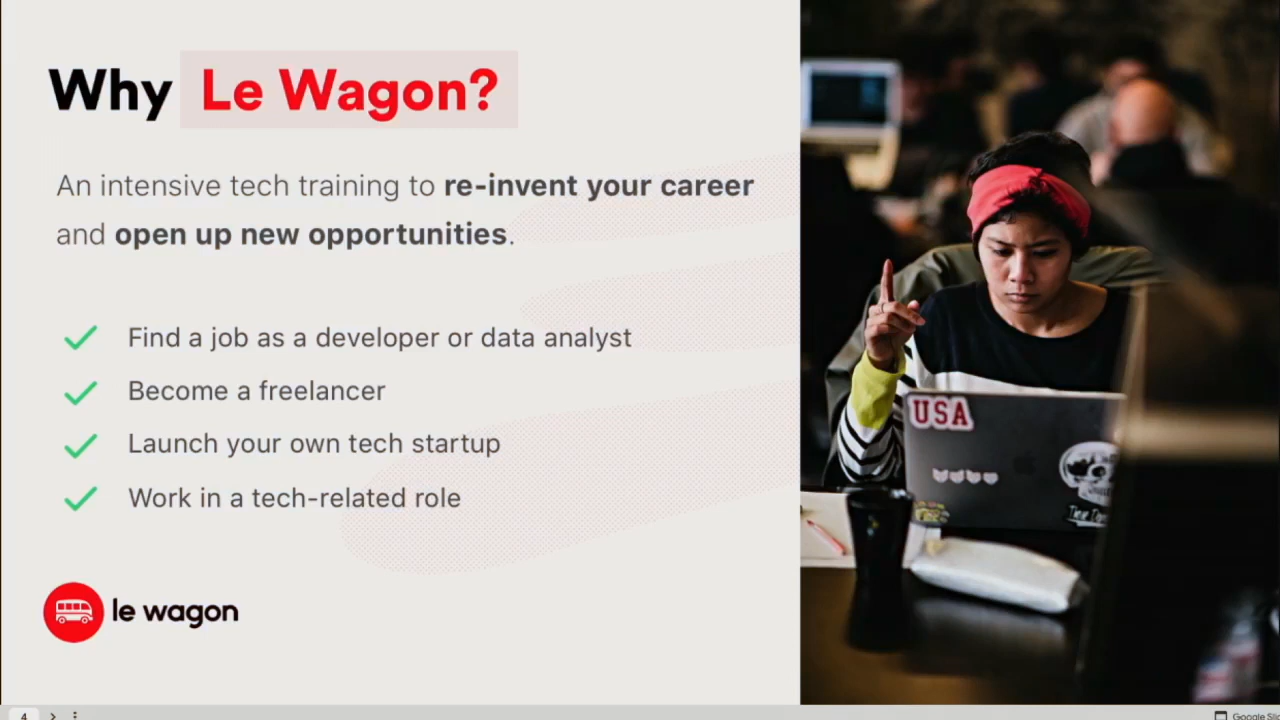 Why Le Wagon?
An intensive tech training to re-invent your career
and open up new opportunities.
Find a job as a developer or data analyst
Become a freelancer
Launch your own tech startup
Work in a tech-related role
le wagon
USA
4
Google